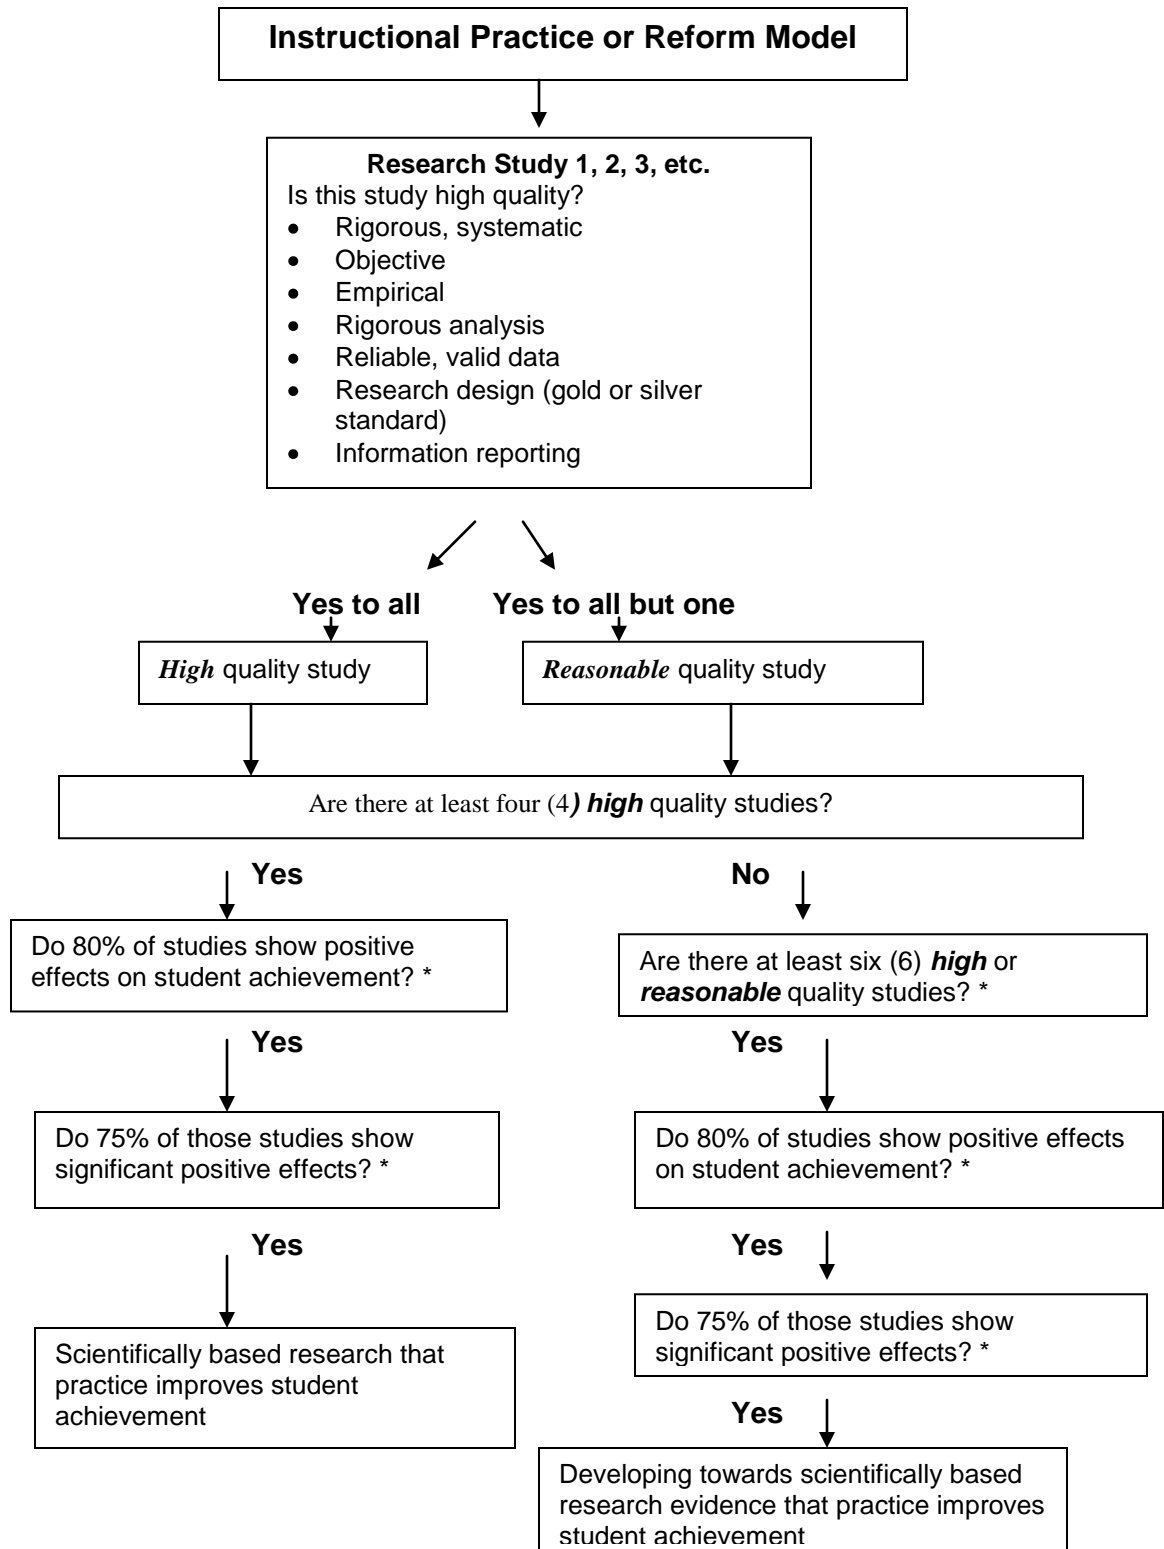 Instructional Practice or Reform Model
Research Study 1, 2, 3, etc.
Is this study high quality?
• Rigorous, systematic
• Objective
• Empirical
• Rigorous analysis
• Reliable, valid data
• Research design (gold or silver
standard)
• Information reporting
Yes to all
Yes to all but one
High quality study
Reasonable quality study
Are there at least four (4) high quality studies?
Yes
No
Do 80% of studies show positive
effects on student achievement? *
Are there at least six (6) high or
reasonable quality studies? *
Yes
Yes
Do 75% of those studies show
significant positive effects? *
Do 80% of studies show positive effects
on student achievement? *
Yes
Yes
Scientifically based research that
practice improves student
achievement
Do 75% of those studies show
significant positive effects? *
Yes
Developing towards scientifically based
research evidence that practice improves
student achievement